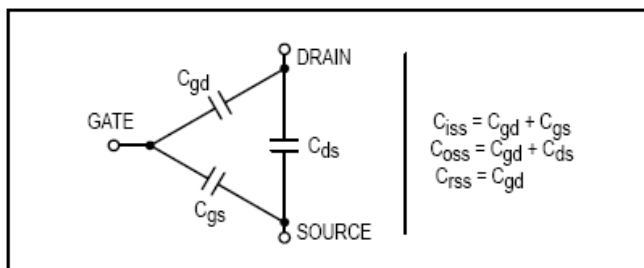 DRAIN
Cgd
GATE
Cds
Cgs
SOURCE
Ciss = Cgd + Cgs
Coss = Cgd + Cds
Crss = Cgd